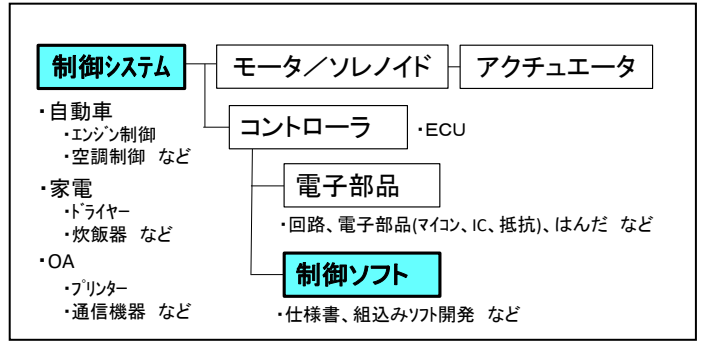 制御ｼｽﾃﾑ
モータ／ソレノイド
アクチュエータ
・自動車
・ｴﾝｼﾞﾝ制御
・空調制御 など
・家電
・ﾄﾞﾗｲﾔｰ
・炊飯器 など
・OA
・ﾌﾟﾘﾝﾀｰ
・通信機器 など
コントローラ
・ECU
電子部品
・回路、電子部品(ﾏｲｺﾝ、IC、抵抗)、はんだ など
制御ソフト
・仕様書、組込みｿﾌﾄ開発 など